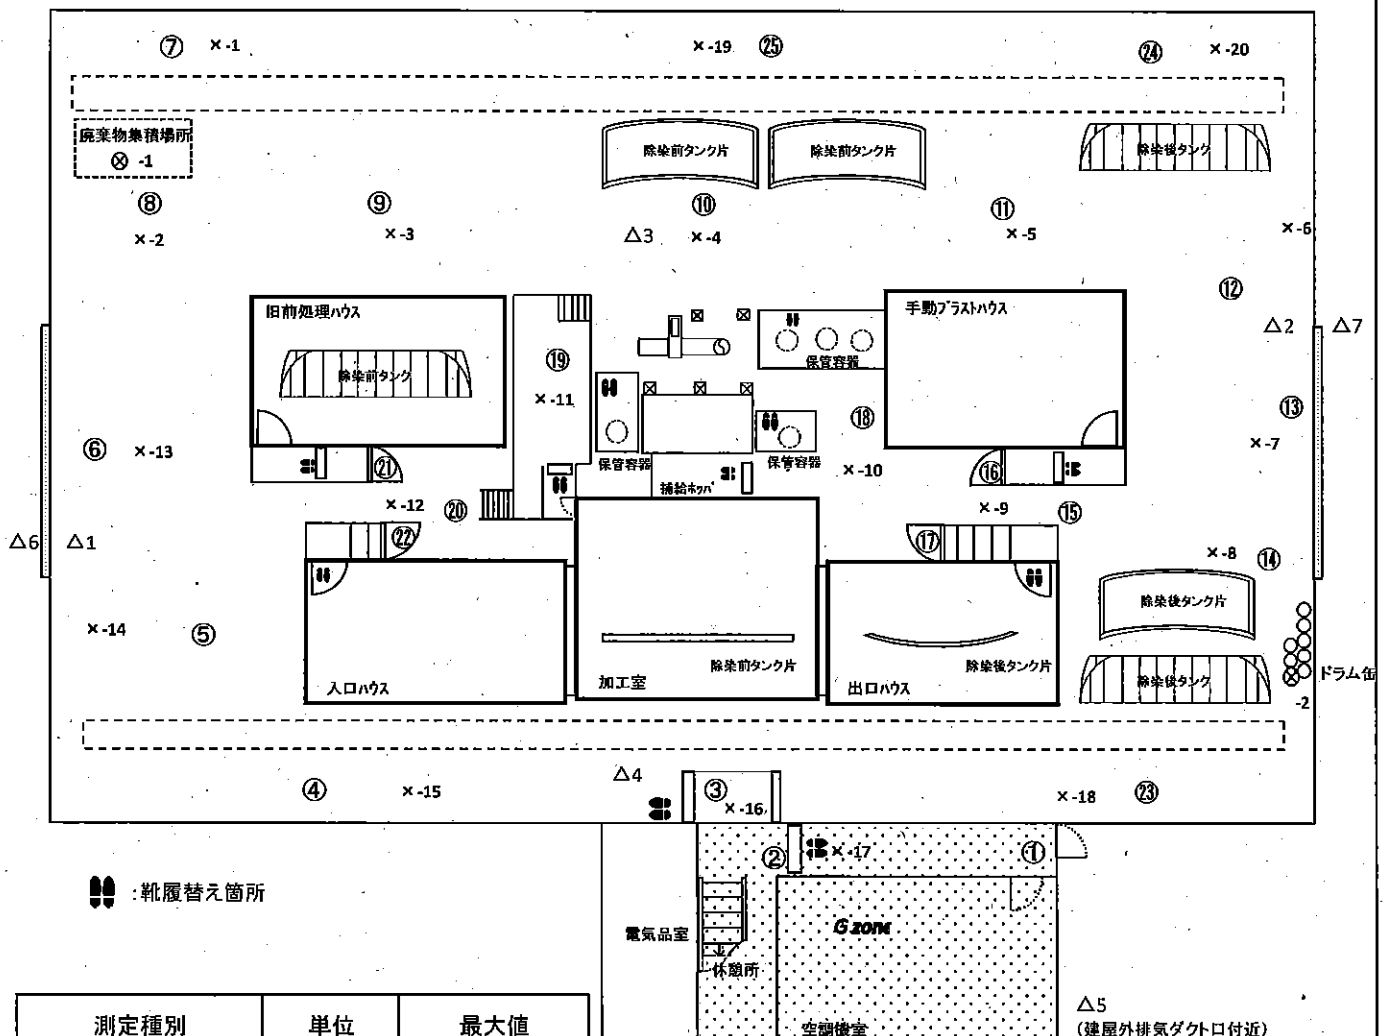 ⑦ ×-1 ×-19 ㉕ ㉔ ×-20
廃棄物集積場所
⊗ -1
除染前タンク片 除染前タンク片 除染後タンク
⑧ ⑨ ⑩ ⑪
×-2 ×-3 △3 ×-4 ×-5 ×-6
⑫
旧前処理ハウス 手動ブラストハウス
△2 △7
除染前タンク ⑲ 保管容器
×-11 ⑱ ⑬
⑥ ×-13 ×-7
㉑ 保管容器 保管容器 ×-10 ⑯
補給ホッパ
×-12 ⑳ ×-9 ⑮
△6 △1 ㉒ ⑰ ×-8 ⑭
除染後タンク片
×-14 ⑤
除染前タンク片 除染後タンク片 除染後タンク ドラム缶
入口ハウス 加工室 出口ハウス
-2
④ ×-15 △4 ③ ×-16 ×-18 ㉓
② ×-17 ①
:靴履替え箇所
電気品室 G zone
休憩所
測定種別 単位 最大値
空調機室
△5
(建屋外排気ダクト口付近)